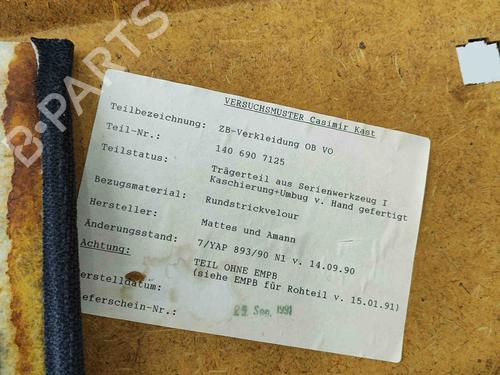 VERSUCHSMUSTER Casimir Kast
Teilbezeichnung: ZB-Verkleidung OB VO
Teil-Nr.: 140 690 7125
Teilstatus: Trägerteil aus Serienwerkzeug I
Kaschierung+Umbug v. Hand gefertigt
Bezugsmaterial: Rundstrickvelour
Hersteller: Mattes und Amann
Änderungsstand: 7/YAP 893/90 N1 v. 14.09.90
Achtung: TEIL OHNE EMPB
(siehe EMPB für Rohteil v. 15.01.91)
erstelldatum:
ieferschein-Nr.: Sep. 1991
B-PARTS